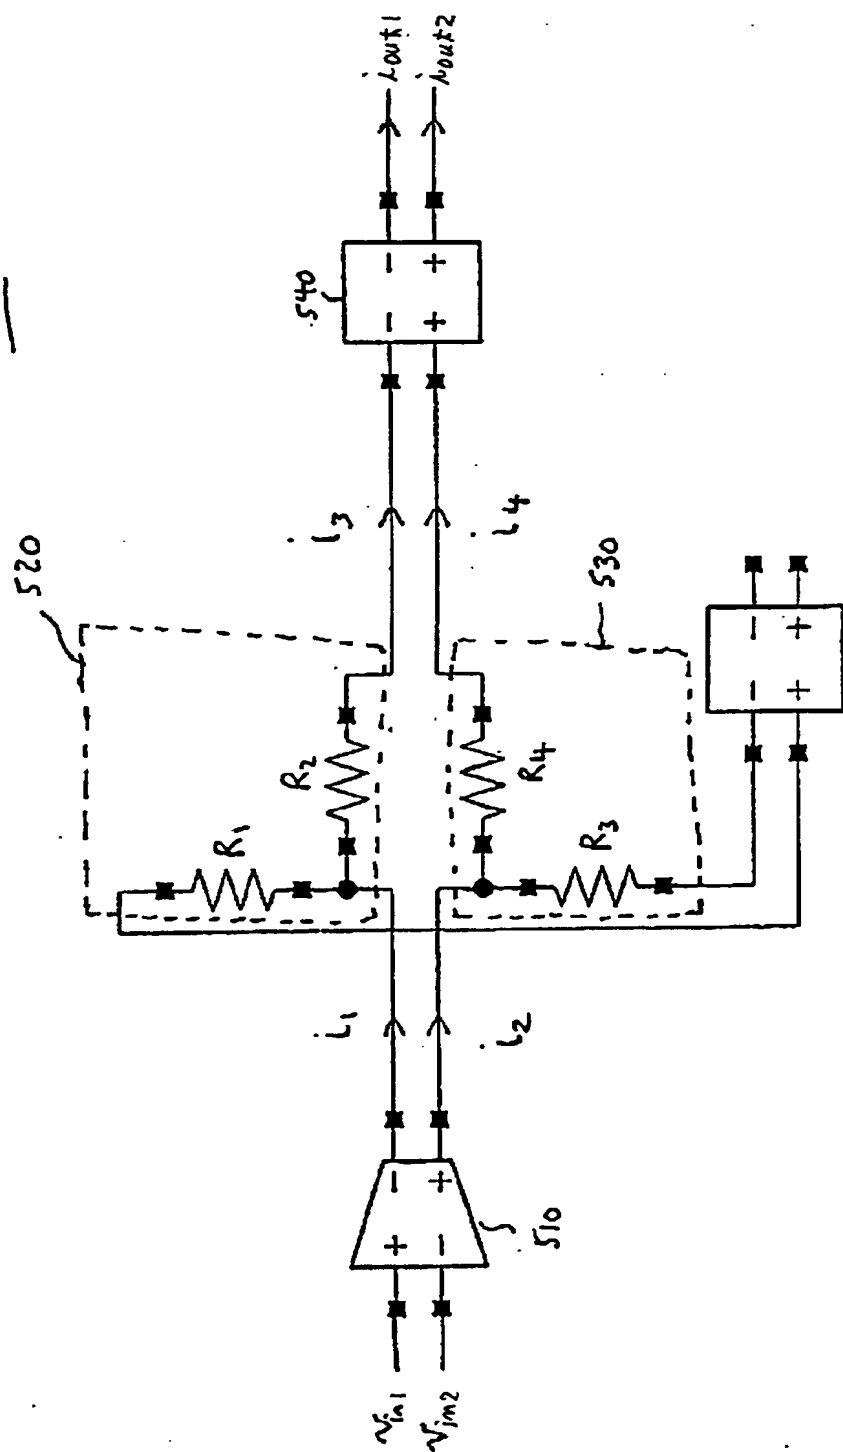 520
R1
R2
i3
540
- -
+ +
iout1
iout2
vin1
vin2
+ -
- +
510
i1
i2
i4
R4
R3
530
- -
+ +